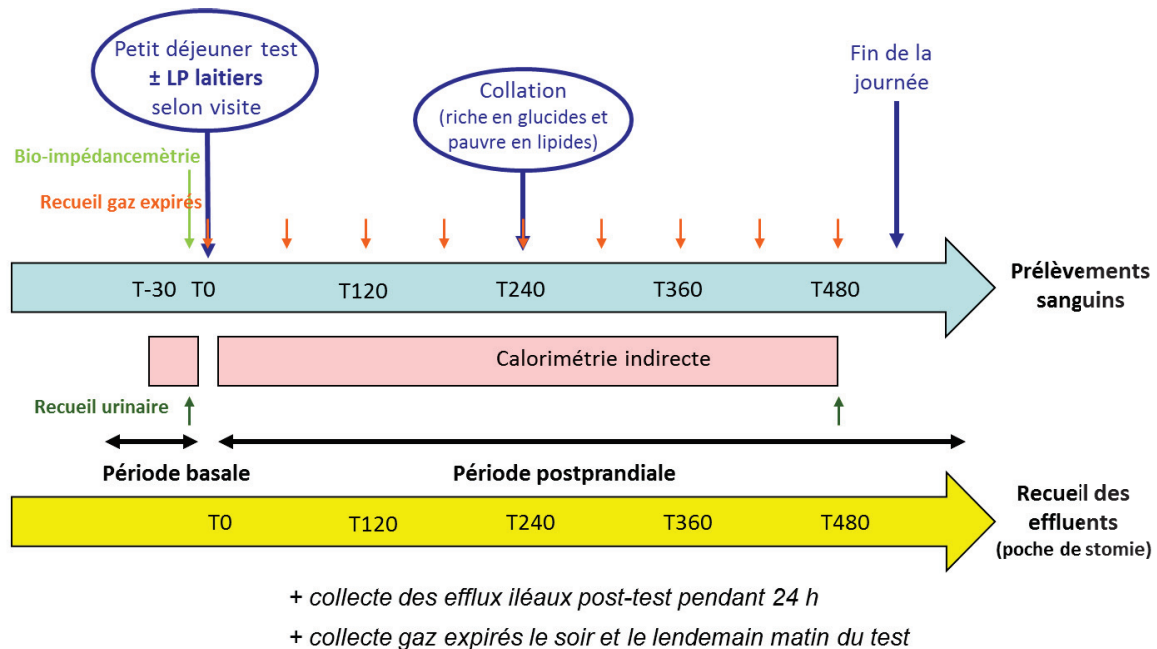 Petit déjeuner test
± LP laitiers
selon visite
Collation
(riche en glucides et
pauvre en lipides)
Fin de la
journée
Bio-impédancemètrie
Recueil gaz expirés
T-30 T0 T120 T240 T360 T480
Prélèvements
sanguins
Calorimétrie indirecte
Recueil urinaire
Période basale
Période postprandiale
T0 T120 T240 T360 T480
Recueil des
effluents
(poche de stomie)
+ collecte des efflux iléaux post-test pendant 24 h
+ collecte gaz expirés le soir et le lendemain matin du test